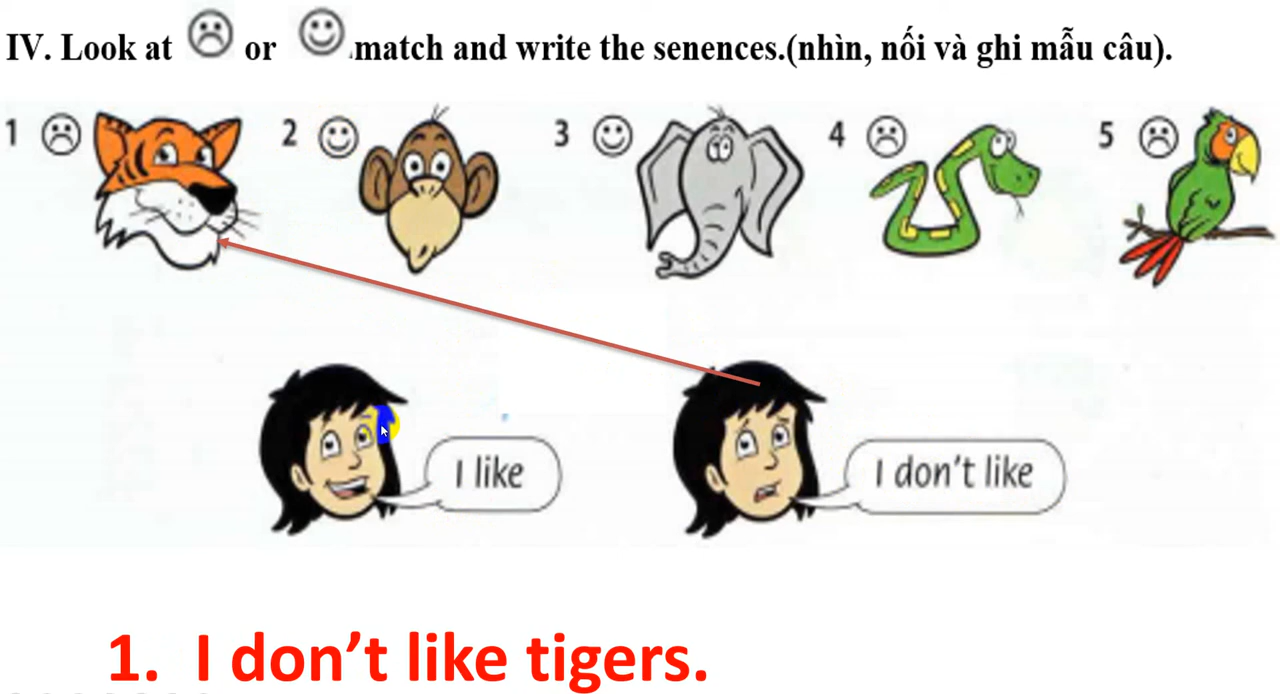 IV. Look at or .match and write the senences.(nhìn, nối và ghi mẫu câu).
1 2 3 4 5
I like I don't like
1. I don't like tigers.